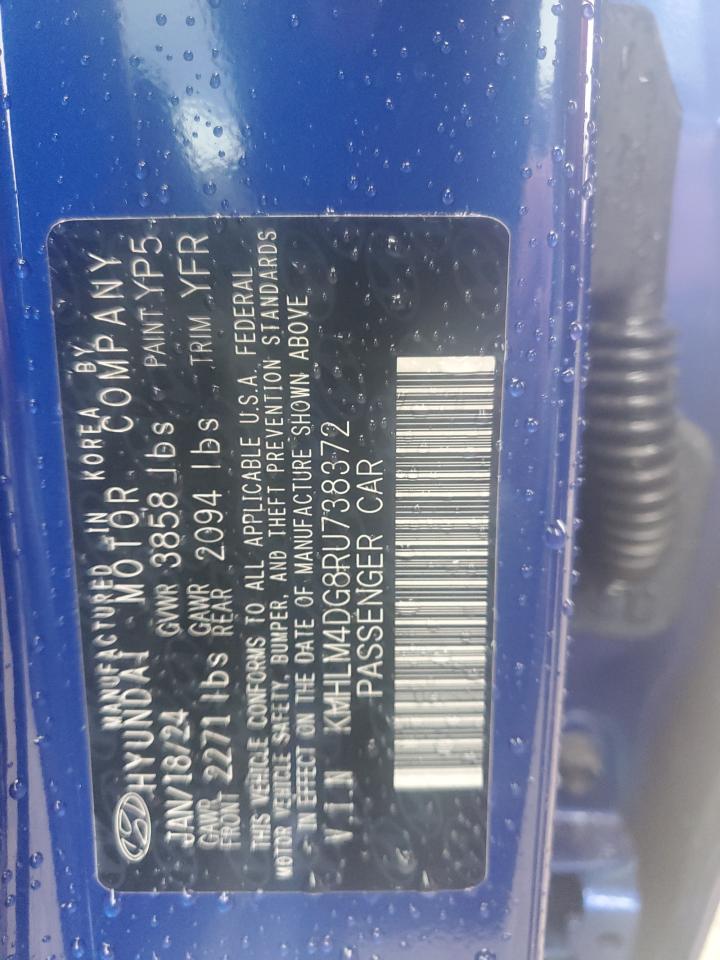 MANUFACTURED IN KOREA BY
HYUNDAI MOTOR COMPANY
JAN/18/24 GVWR 3858 lbs PAINT YP5
GAWR FRONT 2271 lbs GAWR REAR 2094 lbs TRIM YFR
THIS VEHICLE CONFORMS TO ALL APPLICABLE U.S.A. FEDERAL
MOTOR VEHICLE SAFETY, BUMPER, AND THEFT PREVENTION STANDARDS
IN EFFECT ON THE DATE OF MANUFACTURE SHOWN ABOVE
V.I.N KMHLM4DG8RU738372
PASSENGER CAR